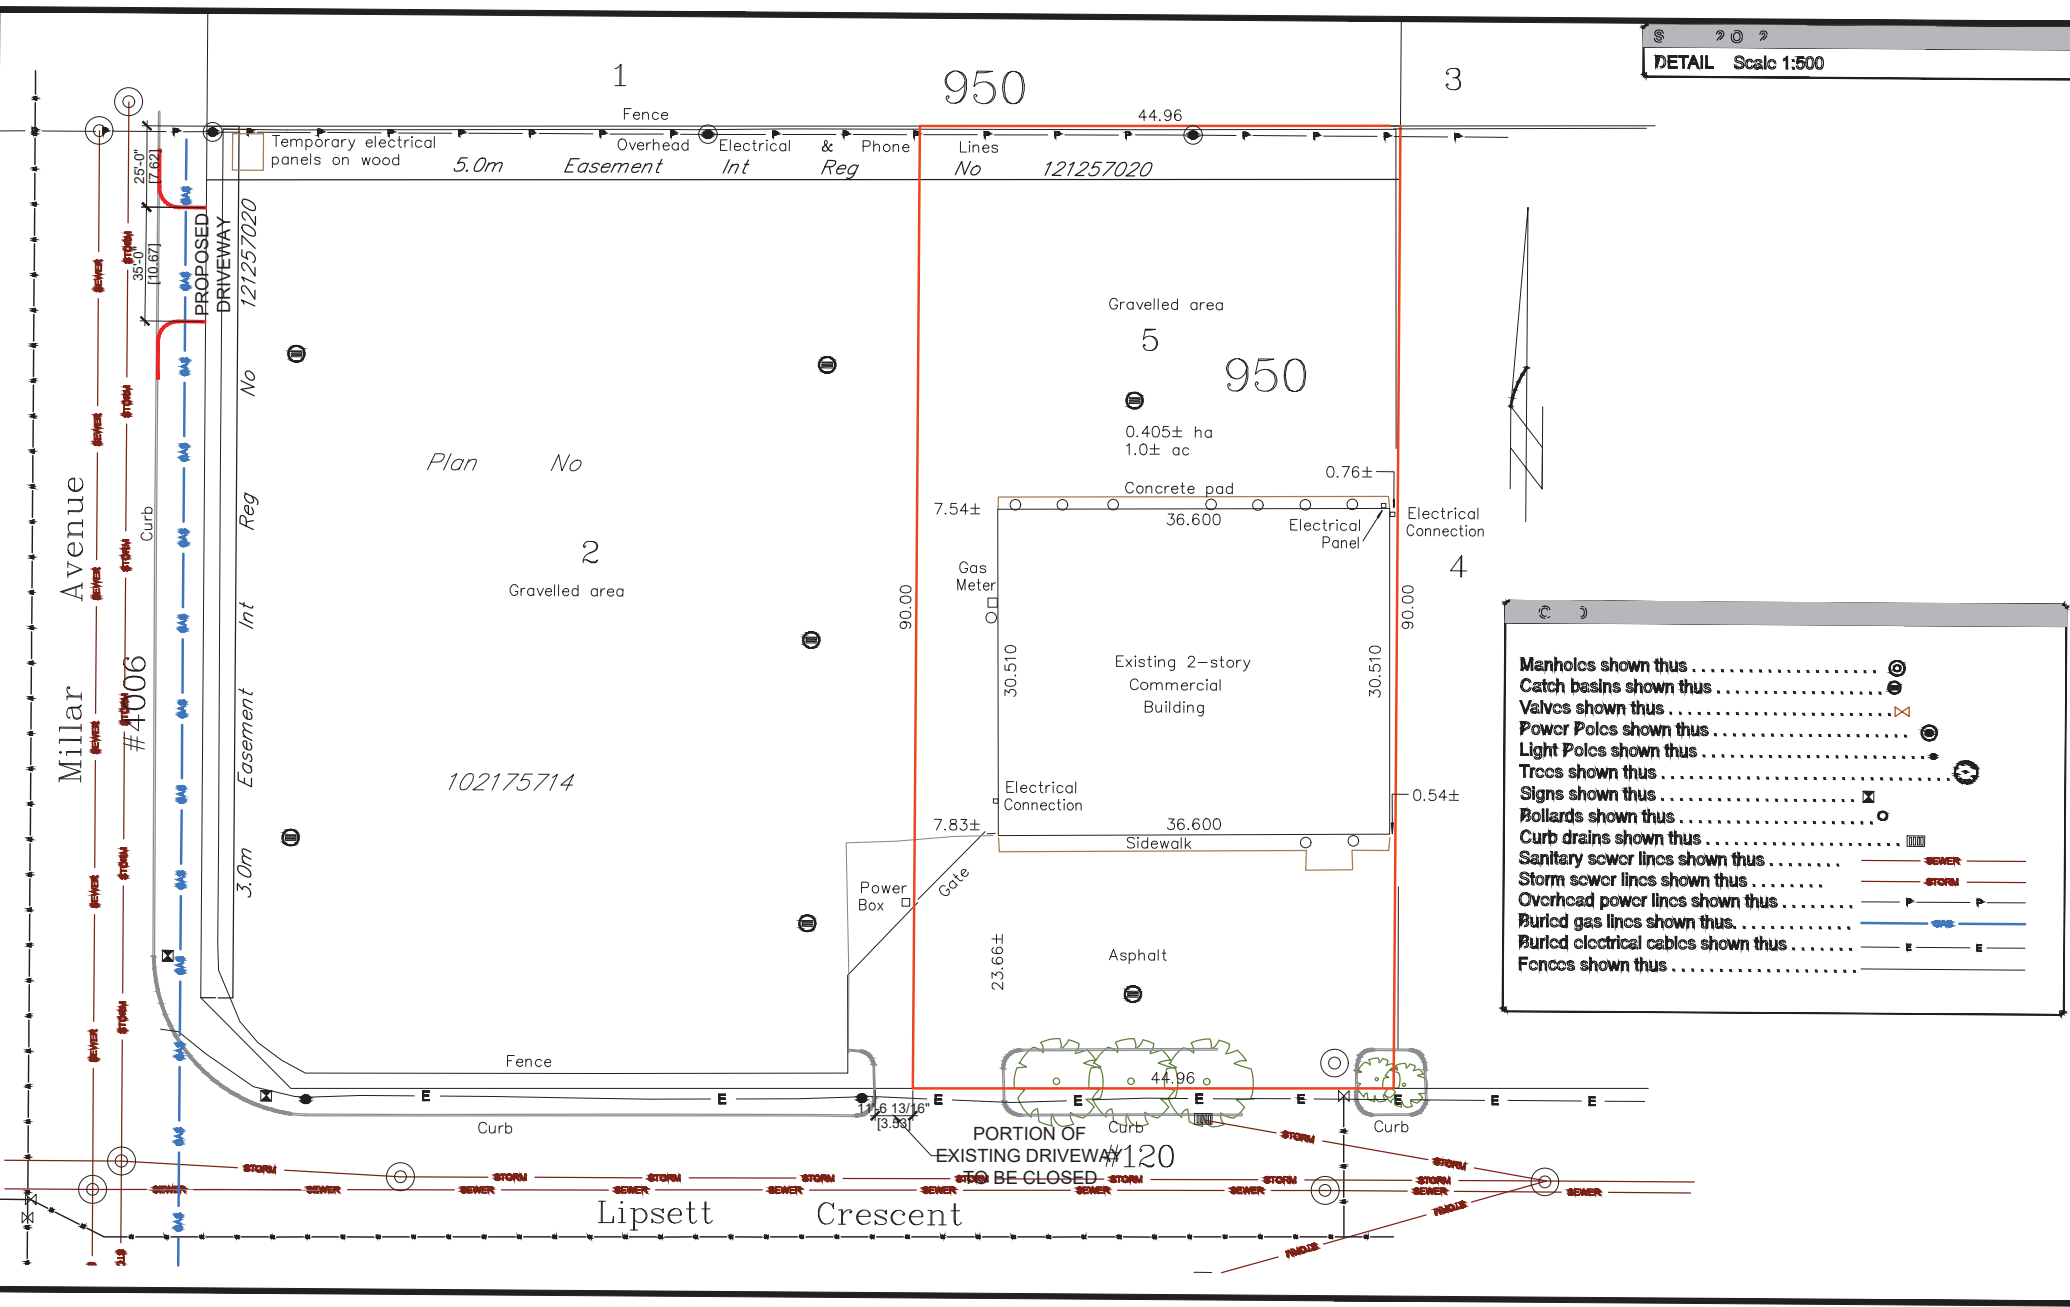 DETAIL Scale 1:500
1
950
3
44.96
Fence
Temporary electrical
panels on wood
Overhead Electrical & Phone Lines
5.0m Easement Int Reg No 121257020
25'-0"
[7.62]
35'-0"
[10.67]
PROPOSED
DRIVEWAY
3.0m Easement Int Reg No 121257020
Millar Avenue
#4006
Curb
GAS
SEWER
STORM
Plan No
2
Gravelled area
102175714
Gravelled area
5
950
0.405± ha
1.0± ac
0.76±
Concrete pad
7.54±
36.600
Electrical
Panel
Electrical
Connection
4
Gas
Meter
90.00
90.00
30.510
30.510
Existing 2-story
Commercial
Building
Electrical
Connection
0.54±
7.83±
36.600
Sidewalk
Power
Box
Gate
23.66±
Asphalt
Fence
44.96
E E E E E E E E E
11'-6 13/16"
[3.53]
Curb
Curb
Curb
PORTION OF
EXISTING DRIVEWAY
TO BE CLOSED
#120
STORM
SEWER
Lipsett Crescent
Manholes shown thus
Catch basins shown thus
Valves shown thus
Power Poles shown thus
Light Poles shown thus
Trees shown thus
Signs shown thus
Bollards shown thus
Curb drains shown thus
Sanitary sewer lines shown thus SEWER
Storm sewer lines shown thus STORM
Overhead power lines shown thus P P
Buried gas lines shown thus. GAS
Buried electrical cables shown thus E E
Fences shown thus